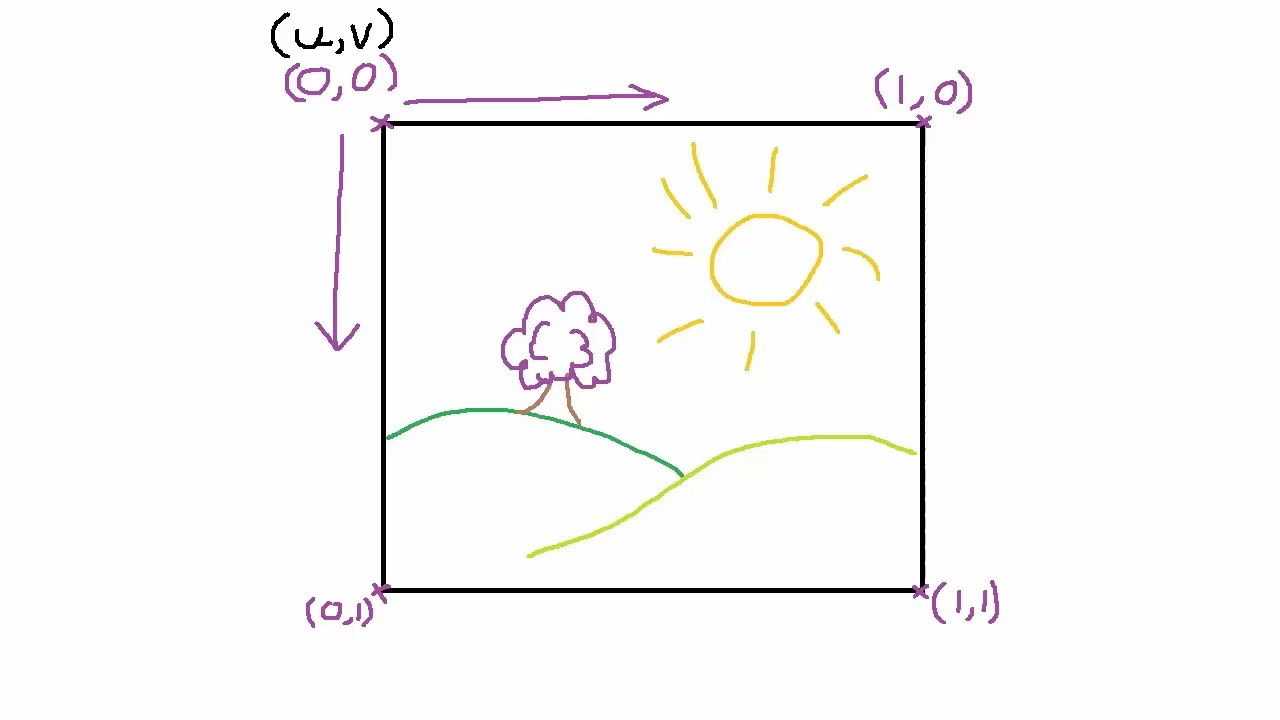 (u,v)
(0,0)
(1,0)
(0,1)
(1,1)